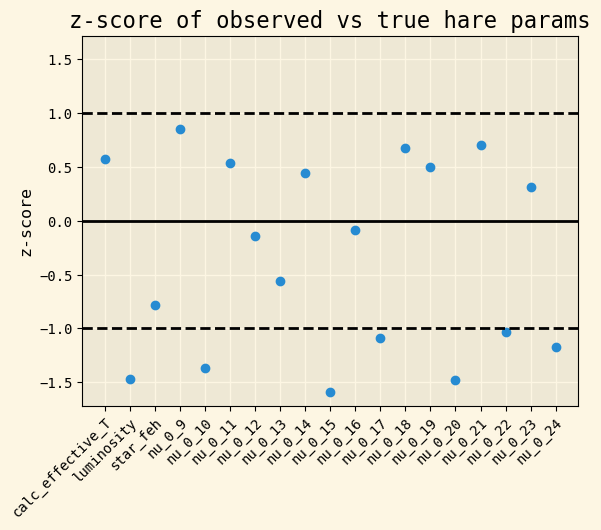 z-score of observed vs true hare params
z-score
1.5
1.0
0.5
0.0
−0.5
−1.0
−1.5
calc_effective_T
luminosity
star_feh
nu_0_9
nu_0_10
nu_0_11
nu_0_12
nu_0_13
nu_0_14
nu_0_15
nu_0_16
nu_0_17
nu_0_18
nu_0_19
nu_0_20
nu_0_21
nu_0_22
nu_0_23
nu_0_24